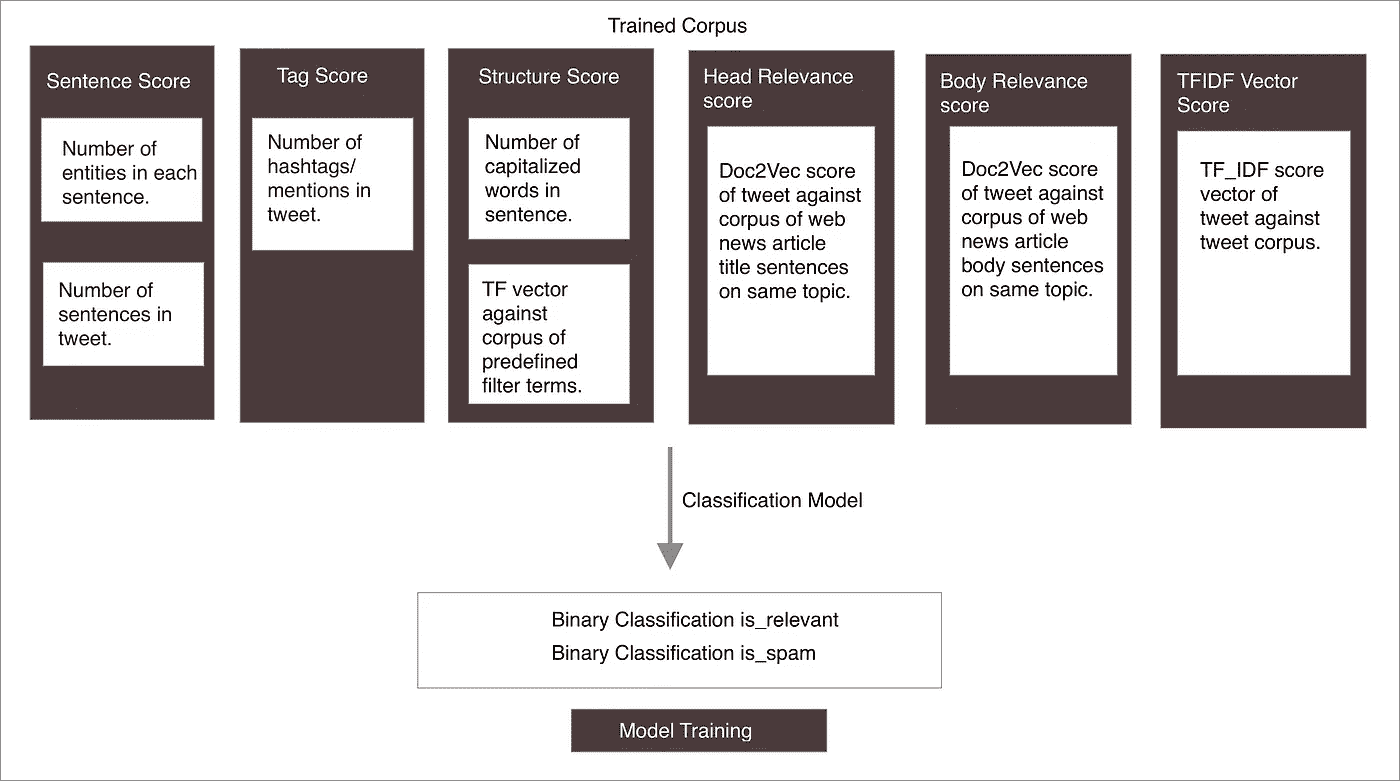 Trained Corpus
Sentence Score
Number of
entities in each
sentence.
Number of
sentences in
tweet.
Tag Score
Number of
hashtags/
mentions in
tweet.
Structure Score
Number of
capitalized
words in
sentence.
TF vector
against
corpus of
predefined
filter terms.
Head Relevance
score
Doc2Vec score
of tweet against
corpus of web
news article
title sentences
on same topic.
Body Relevance
score
Doc2Vec score
of tweet against
corpus of web
news article
body sentences
on same topic.
TFIDF Vector
Score
TF_IDF score
vector of
tweet against
tweet corpus.
Classification Model
Binary Classification is_relevant
Binary Classification is_spam
Model Training